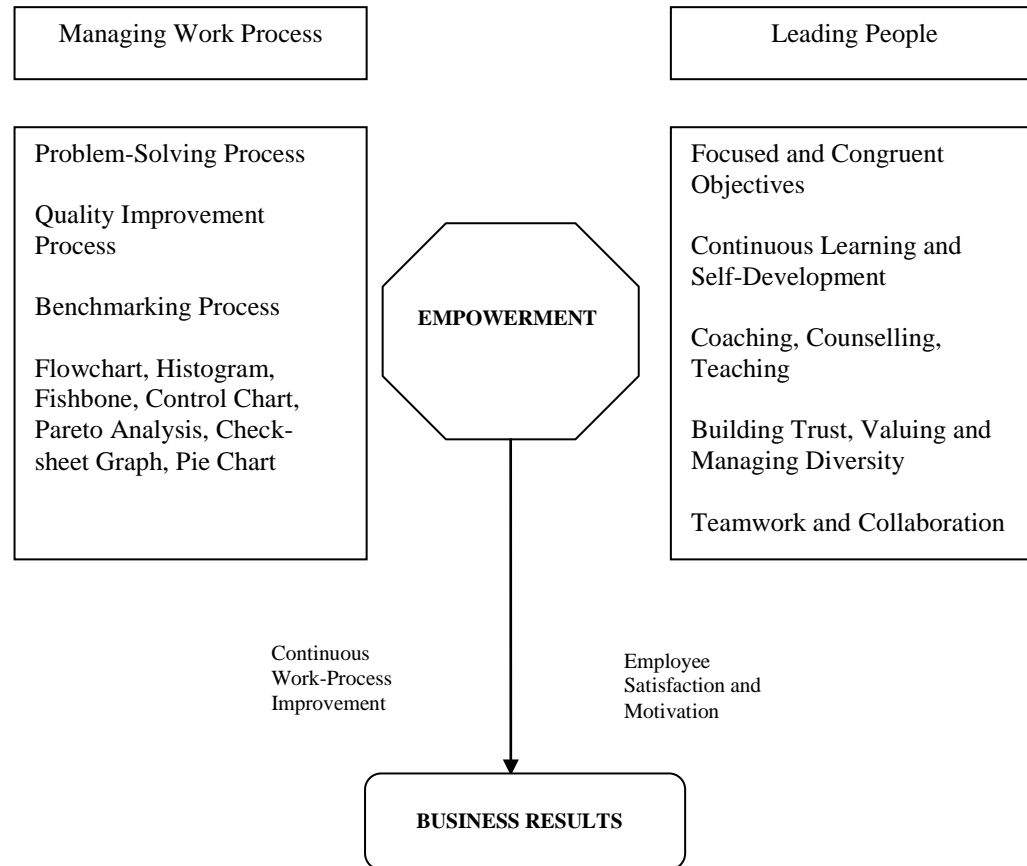 Managing Work Process
Leading People
Problem-Solving Process
Quality Improvement
Process
Benchmarking Process
Flowchart, Histogram,
Fishbone, Control Chart,
Pareto Analysis, Check-
sheet Graph, Pie Chart
EMPOWERMENT
Focused and Congruent
Objectives
Continuous Learning and
Self-Development
Coaching, Counselling,
Teaching
Building Trust, Valuing and
Managing Diversity
Teamwork and Collaboration
Continuous
Work-Process
Improvement
Employee
Satisfaction and
Motivation
BUSINESS RESULTS